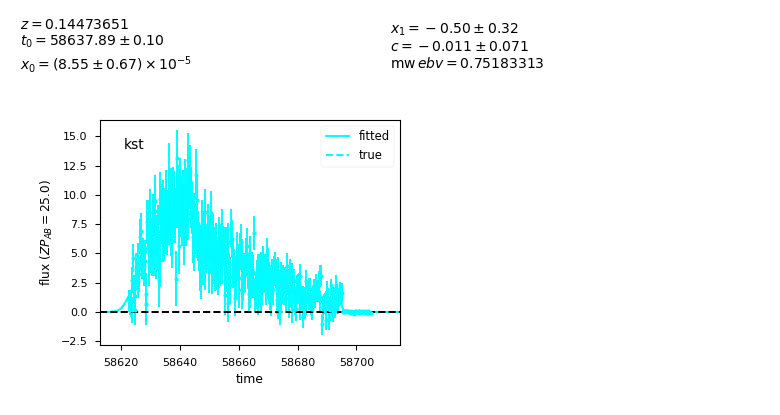 z = 0.14473651
t₀ = 58637.89 ± 0.10
x₀ = (8.55 ± 0.67) × 10⁻⁵
x₁ = −0.50 ± 0.32
c = −0.011 ± 0.071
mw ebv = 0.75183313
kst
fitted
true
15.0
12.5
10.0
7.5
5.0
2.5
0.0
−2.5
flux (ZP_AB = 25.0)
58620 58640 58660 58680 58700
time